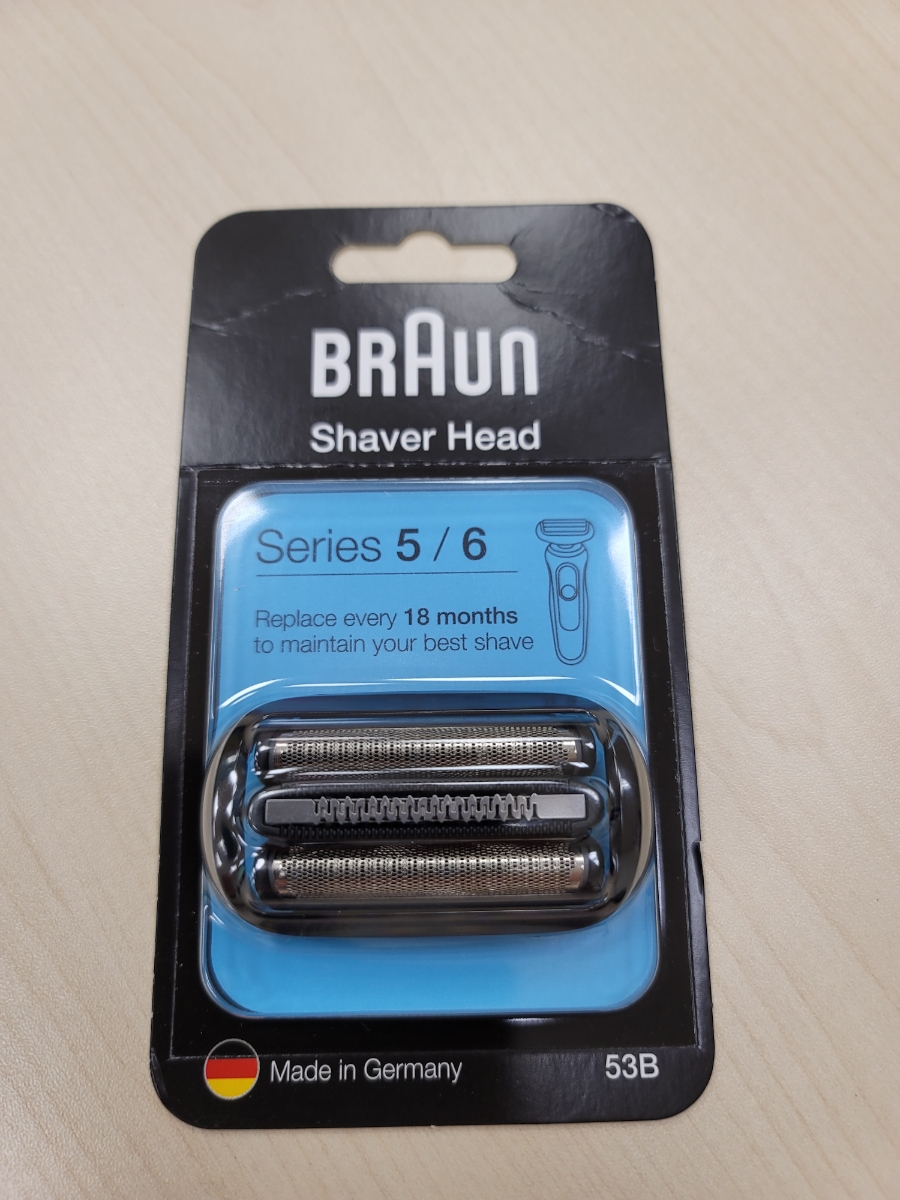 BRAUN
Shaver Head
Series 5 / 6
Replace every 18 months
to maintain your best shave
Made in Germany
53B